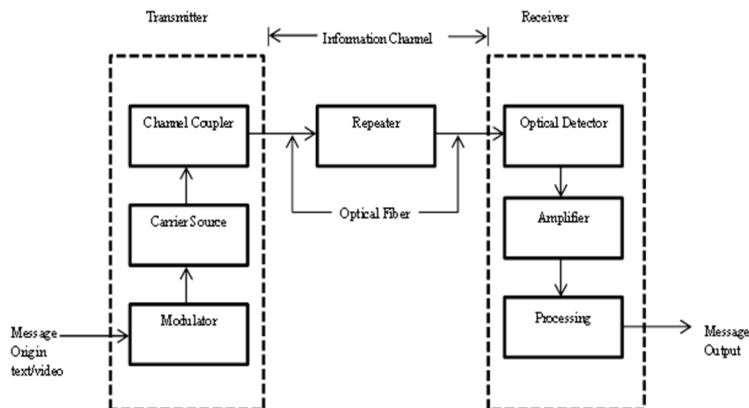 Transmitter
Receiver
Information Channel
Channel Coupler
Repeater
Optical Detector
Carrier Source
Optical Fiber
Amplifier
Modulator
Processing
Message
Origin
text/video
Message
Output